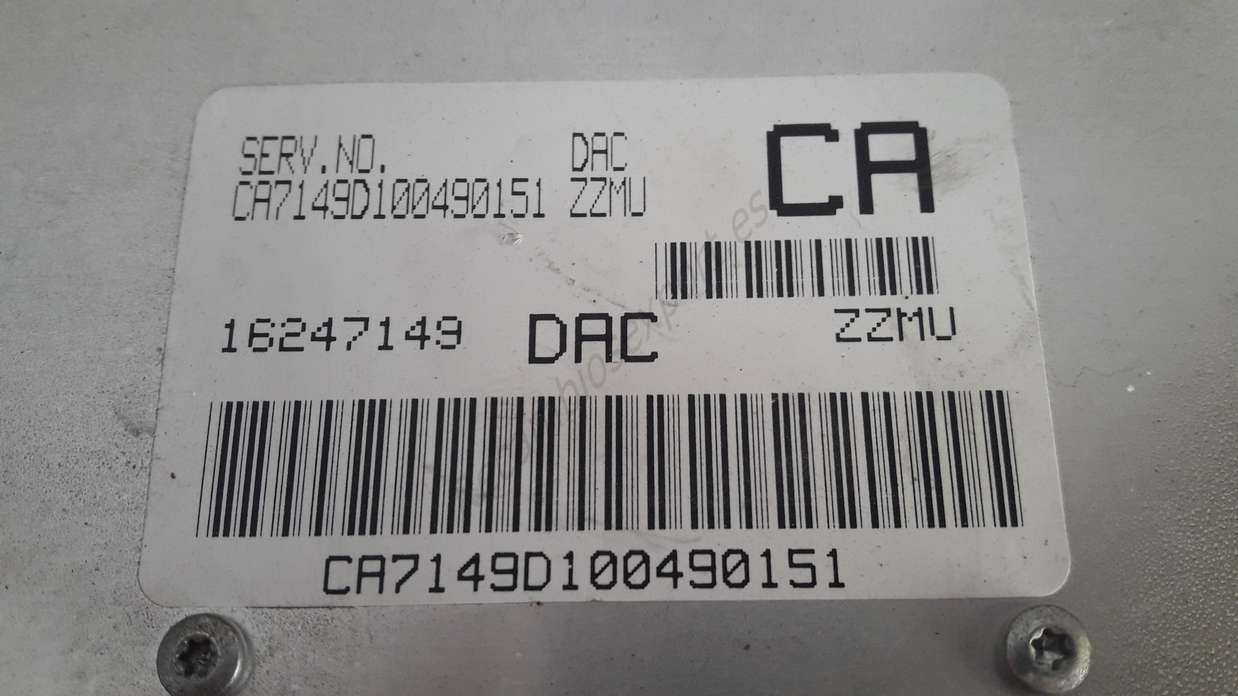 SERV.NO. DAC CA
CA7149D100490151 ZZMU
16247149 DAC ZZMU
CA7149D100490151